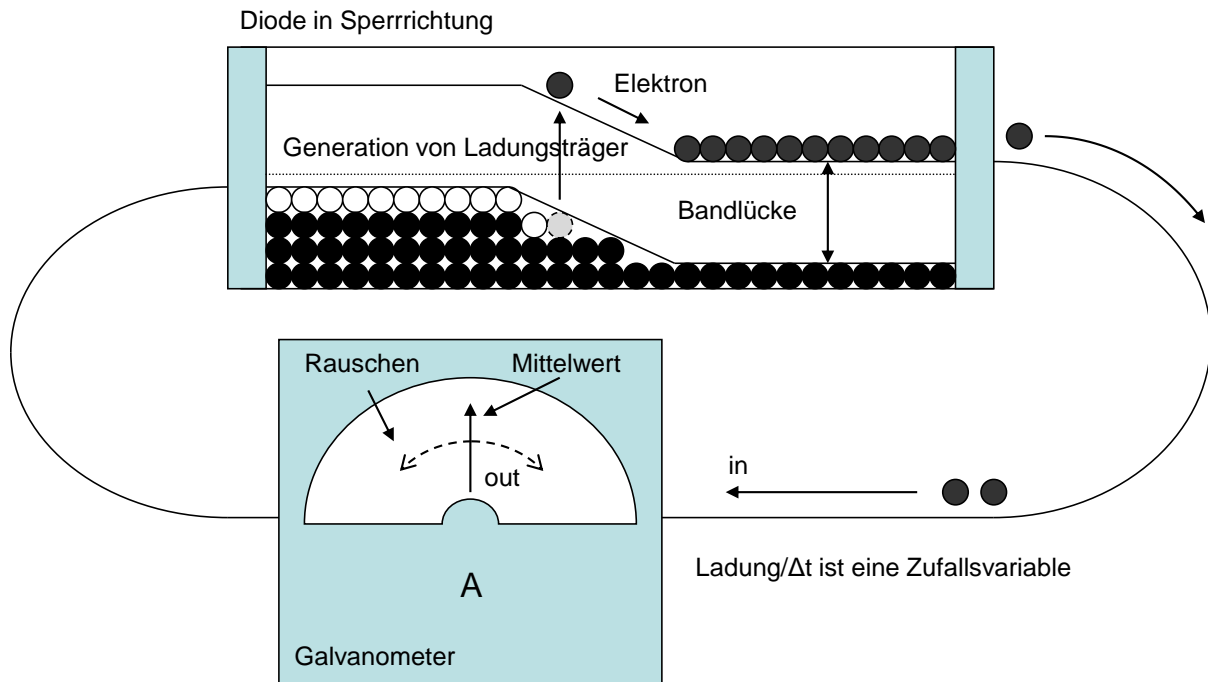 Diode in Sperrrichtung
Elektron
Generation von Ladungsträger
Bandlücke
Rauschen
Mittelwert
out
in
A
Ladung/Δt ist eine Zufallsvariable
Galvanometer